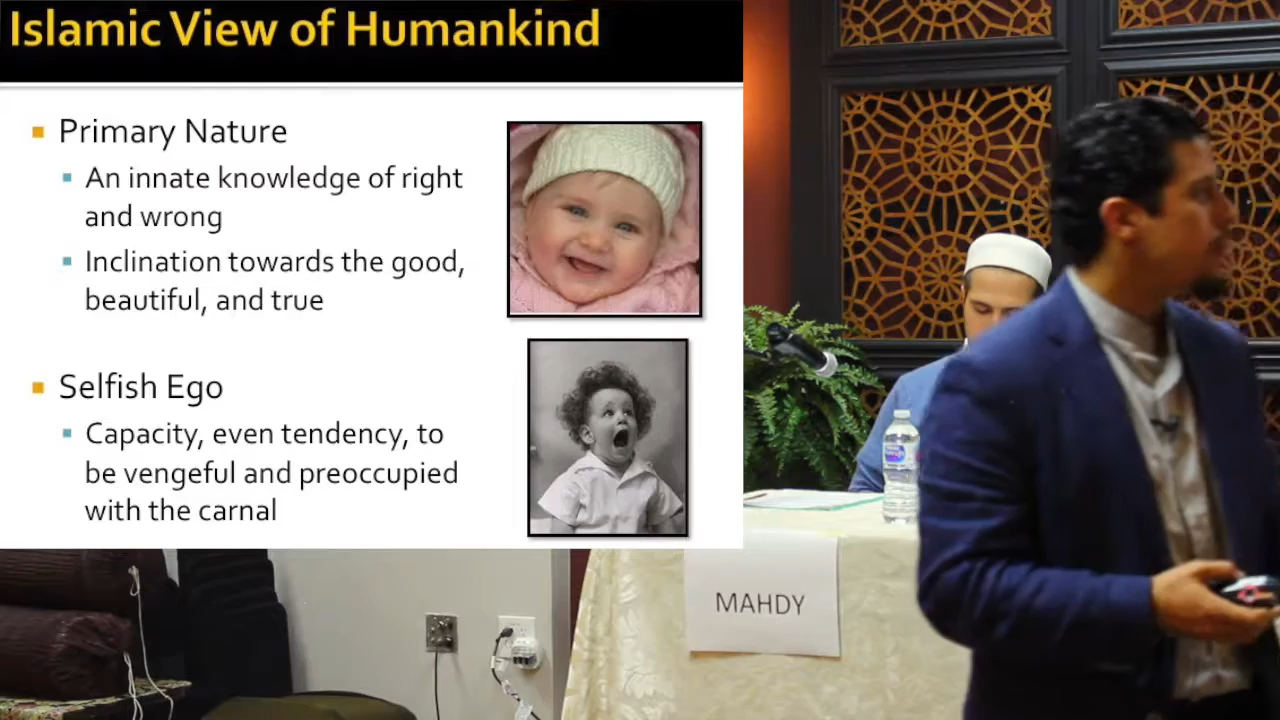 Islamic View of Humankind
Primary Nature
An innate knowledge of right
and wrong
Inclination towards the good,
beautiful, and true
Selfish Ego
Capacity, even tendency, to
be vengeful and preoccupied
with the carnal
MAHDY